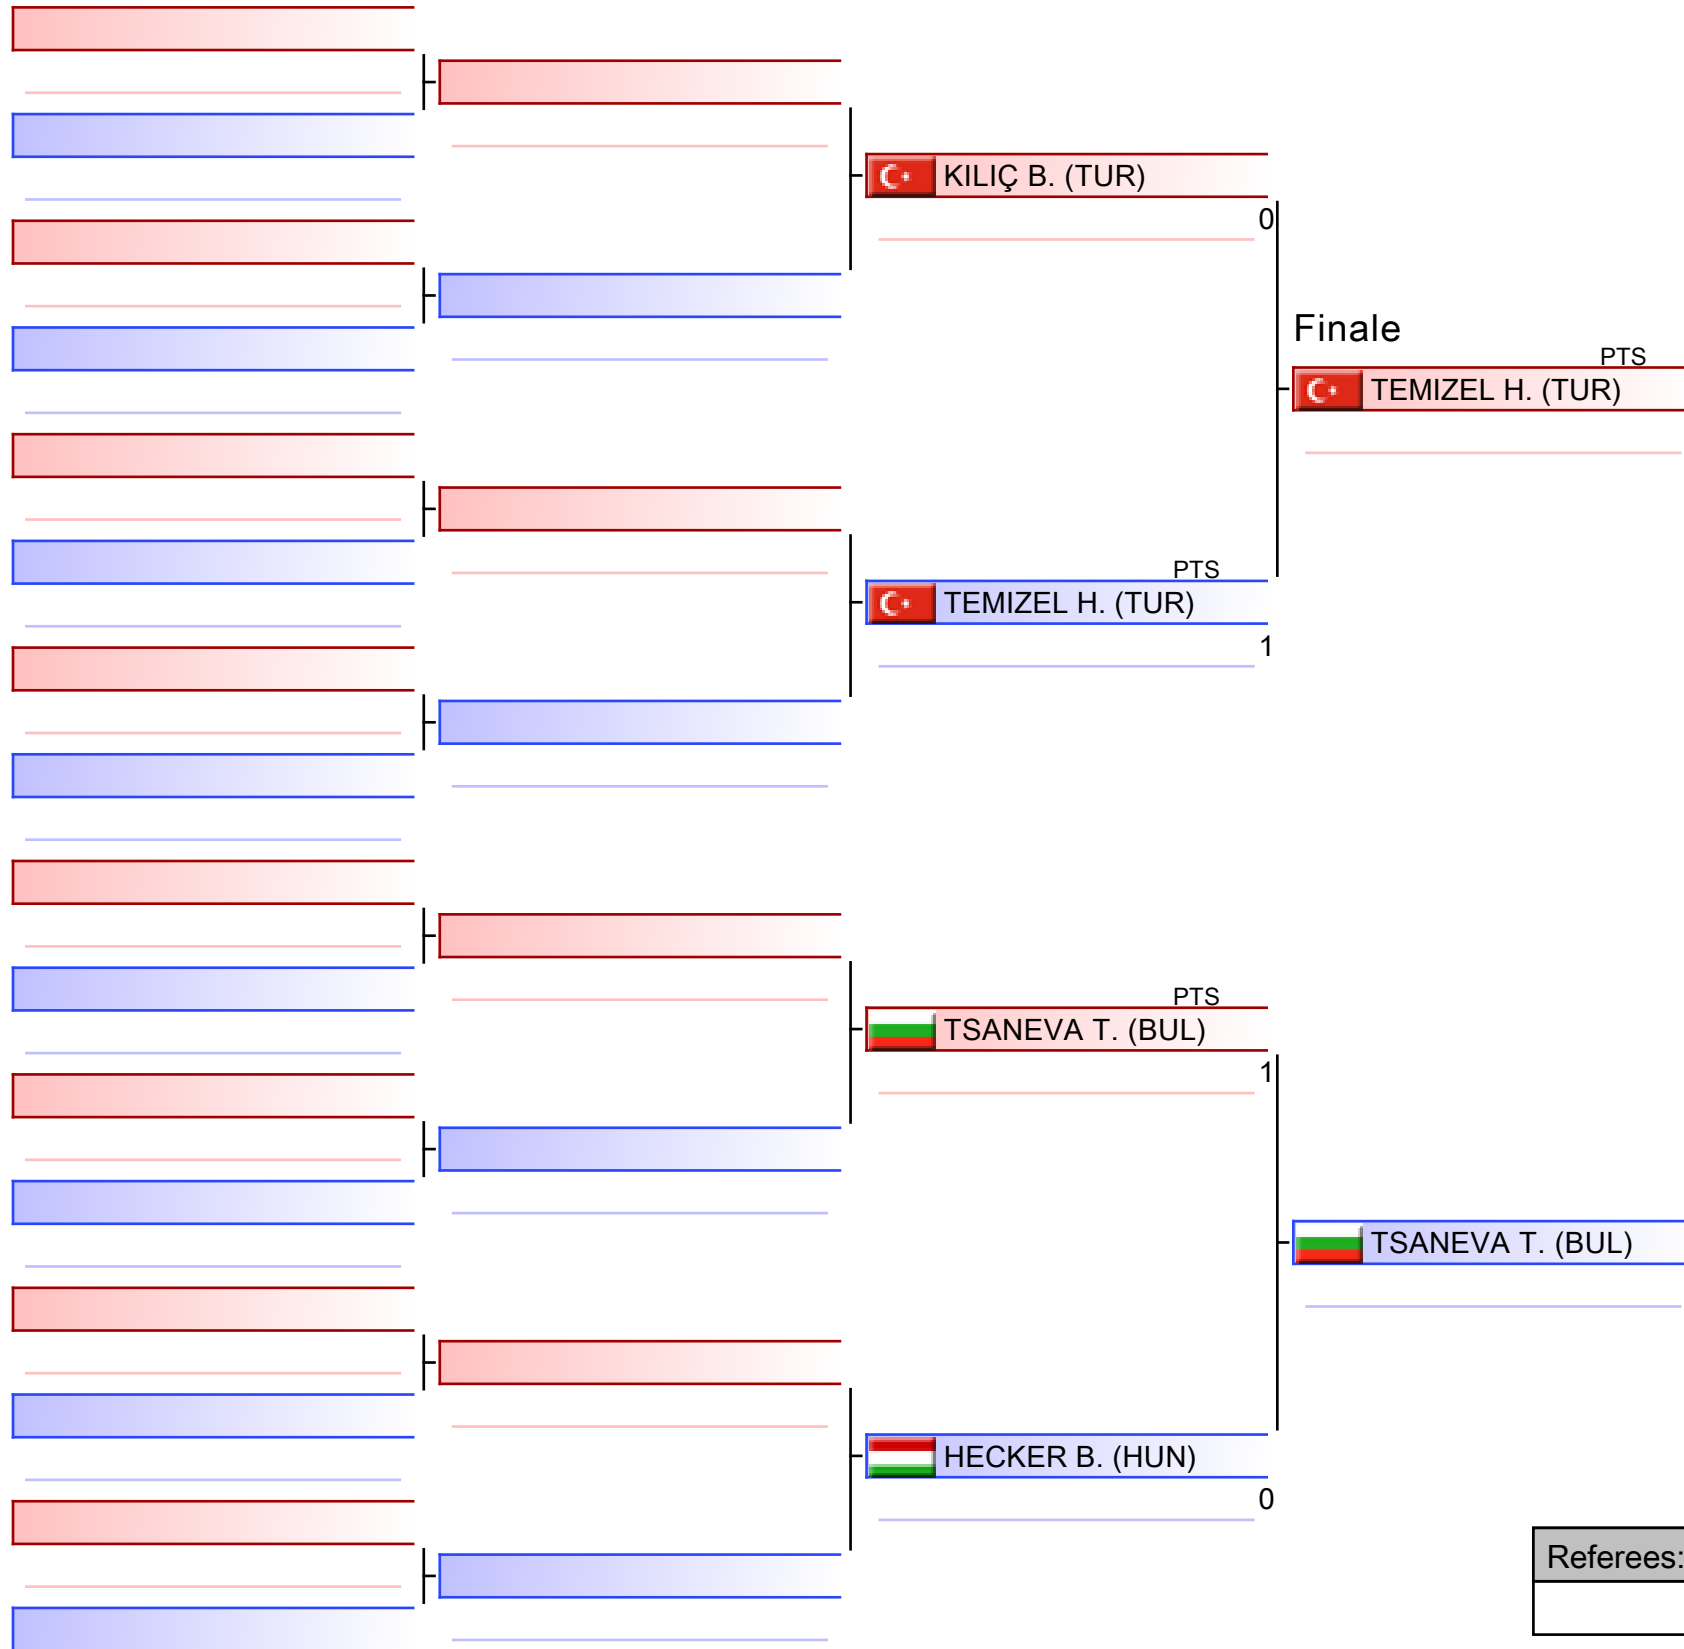 KILIÇ B. (TUR)
0
Finale
PTS
TEMIZEL H. (TUR)
PTS
TEMIZEL H. (TUR)
1
PTS
TSANEVA T. (BUL)
1
TSANEVA T. (BUL)
HECKER B. (HUN)
0
Referees: